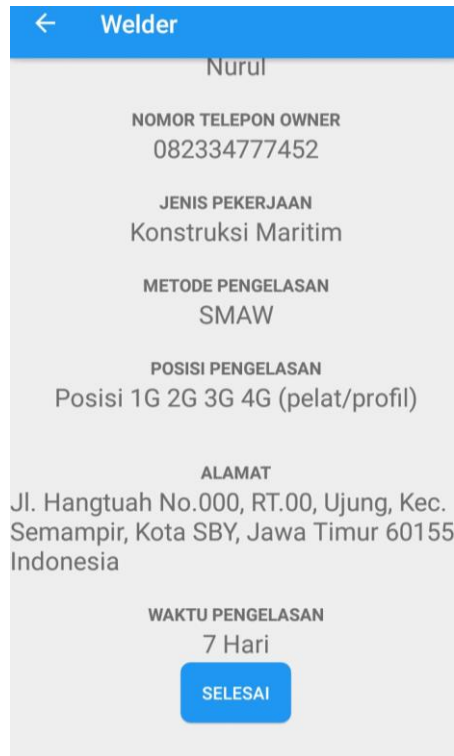 Welder
Nurul
NOMOR TELEPON OWNER
082334777452
JENIS PEKERJAAN
Konstruksi Maritim
METODE PENGELASAN
SMAW
POSISI PENGELASAN
Posisi 1G 2G 3G 4G (pelat/profil)
ALAMAT
Jl. Hangtuah No.000, RT.00, Ujung, Kec.
Semampir, Kota SBY, Jawa Timur 60155
Indonesia
WAKTU PENGELASAN
7 Hari
SELESAI